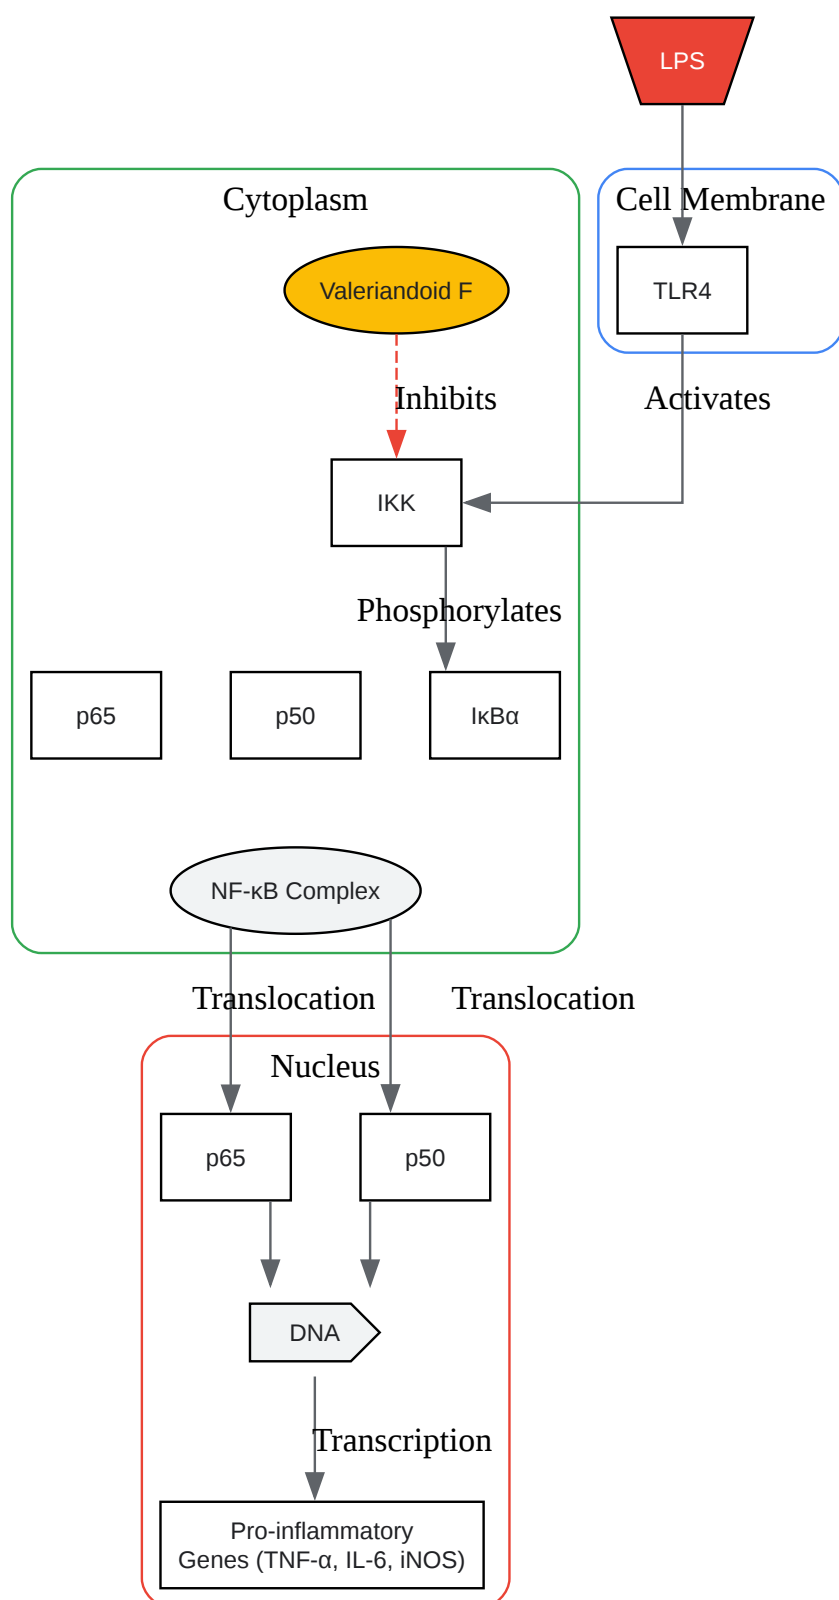 LPS
Cytoplasm
Cell Membrane
Valeriandoid F
TLR4
Inhibits
Activates
IKK
Phosphorylates
p65
p50
IκBα
NF-κB Complex
Translocation
Translocation
Nucleus
p65
p50
DNA
Transcription
Pro-inflammatory
Genes (TNF-α, IL-6, iNOS)